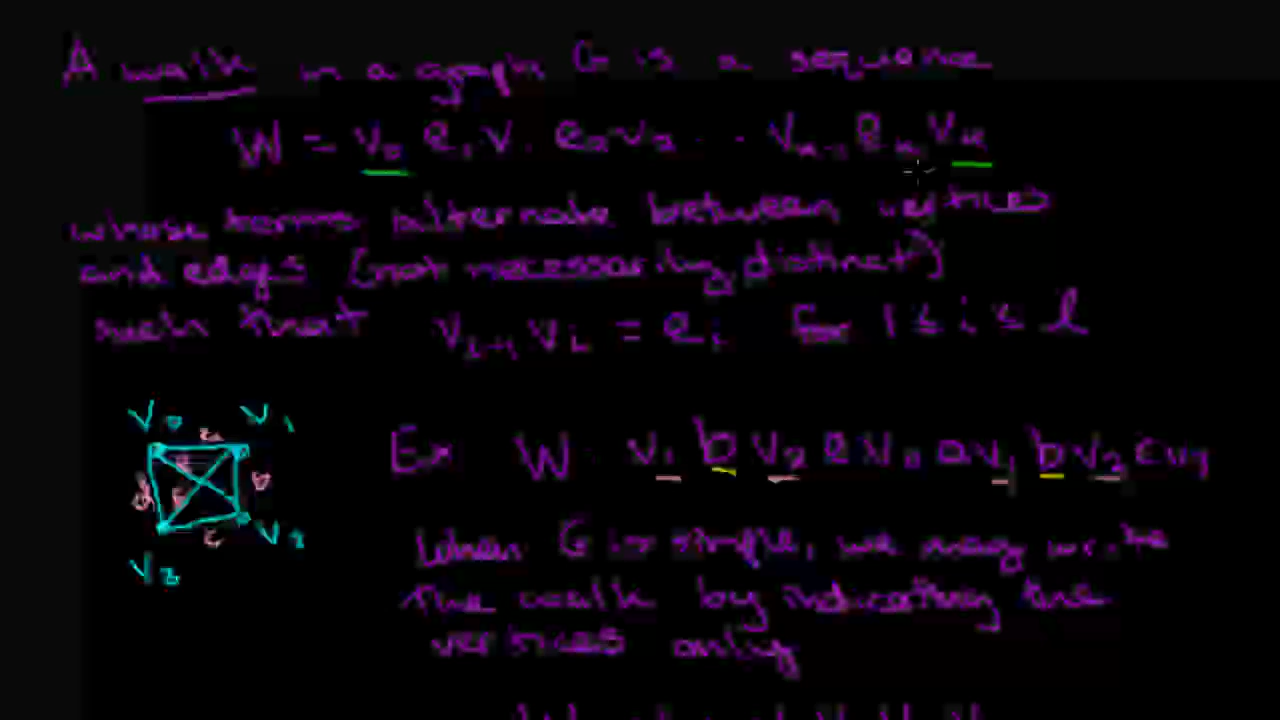 A walk in a graph G is a sequence
W = v₀ e₁ v₁ e₂ v₂ . . . vₖ₋₁ eₖ vₖ
whose terms alternate between vertices
and edges (not necessarily distinct)
such that vᵢ₋₁ vᵢ = eᵢ for 1 ≤ i ≤ l
V₀ V₁
a
b
c
V₂
V₃
Ex W = v₁ b v₂ e v₀ a v₁ b v₂ c v₃
When G is simple, we may write
the walk by indicating the
vertices only
W